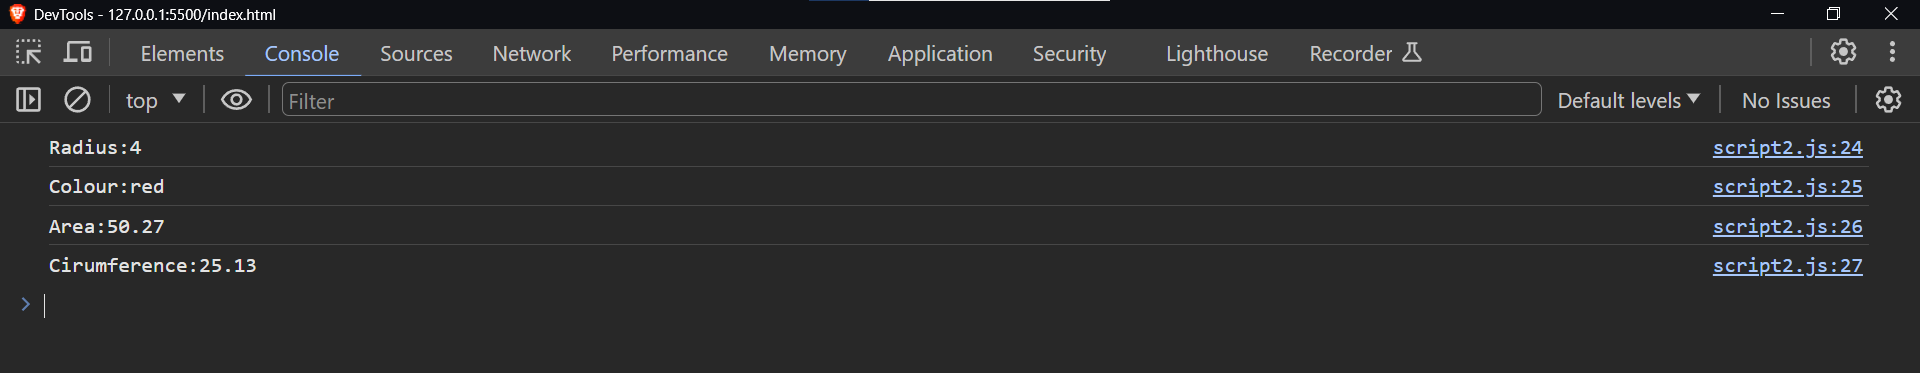 DevTools - 127.0.0.1:5500/index.html
Elements Console Sources Network Performance Memory Application Security Lighthouse Recorder
top Filter Default levels No Issues
Radius:4 script2.js:24
Colour:red script2.js:25
Area:50.27 script2.js:26
Cirumference:25.13 script2.js:27